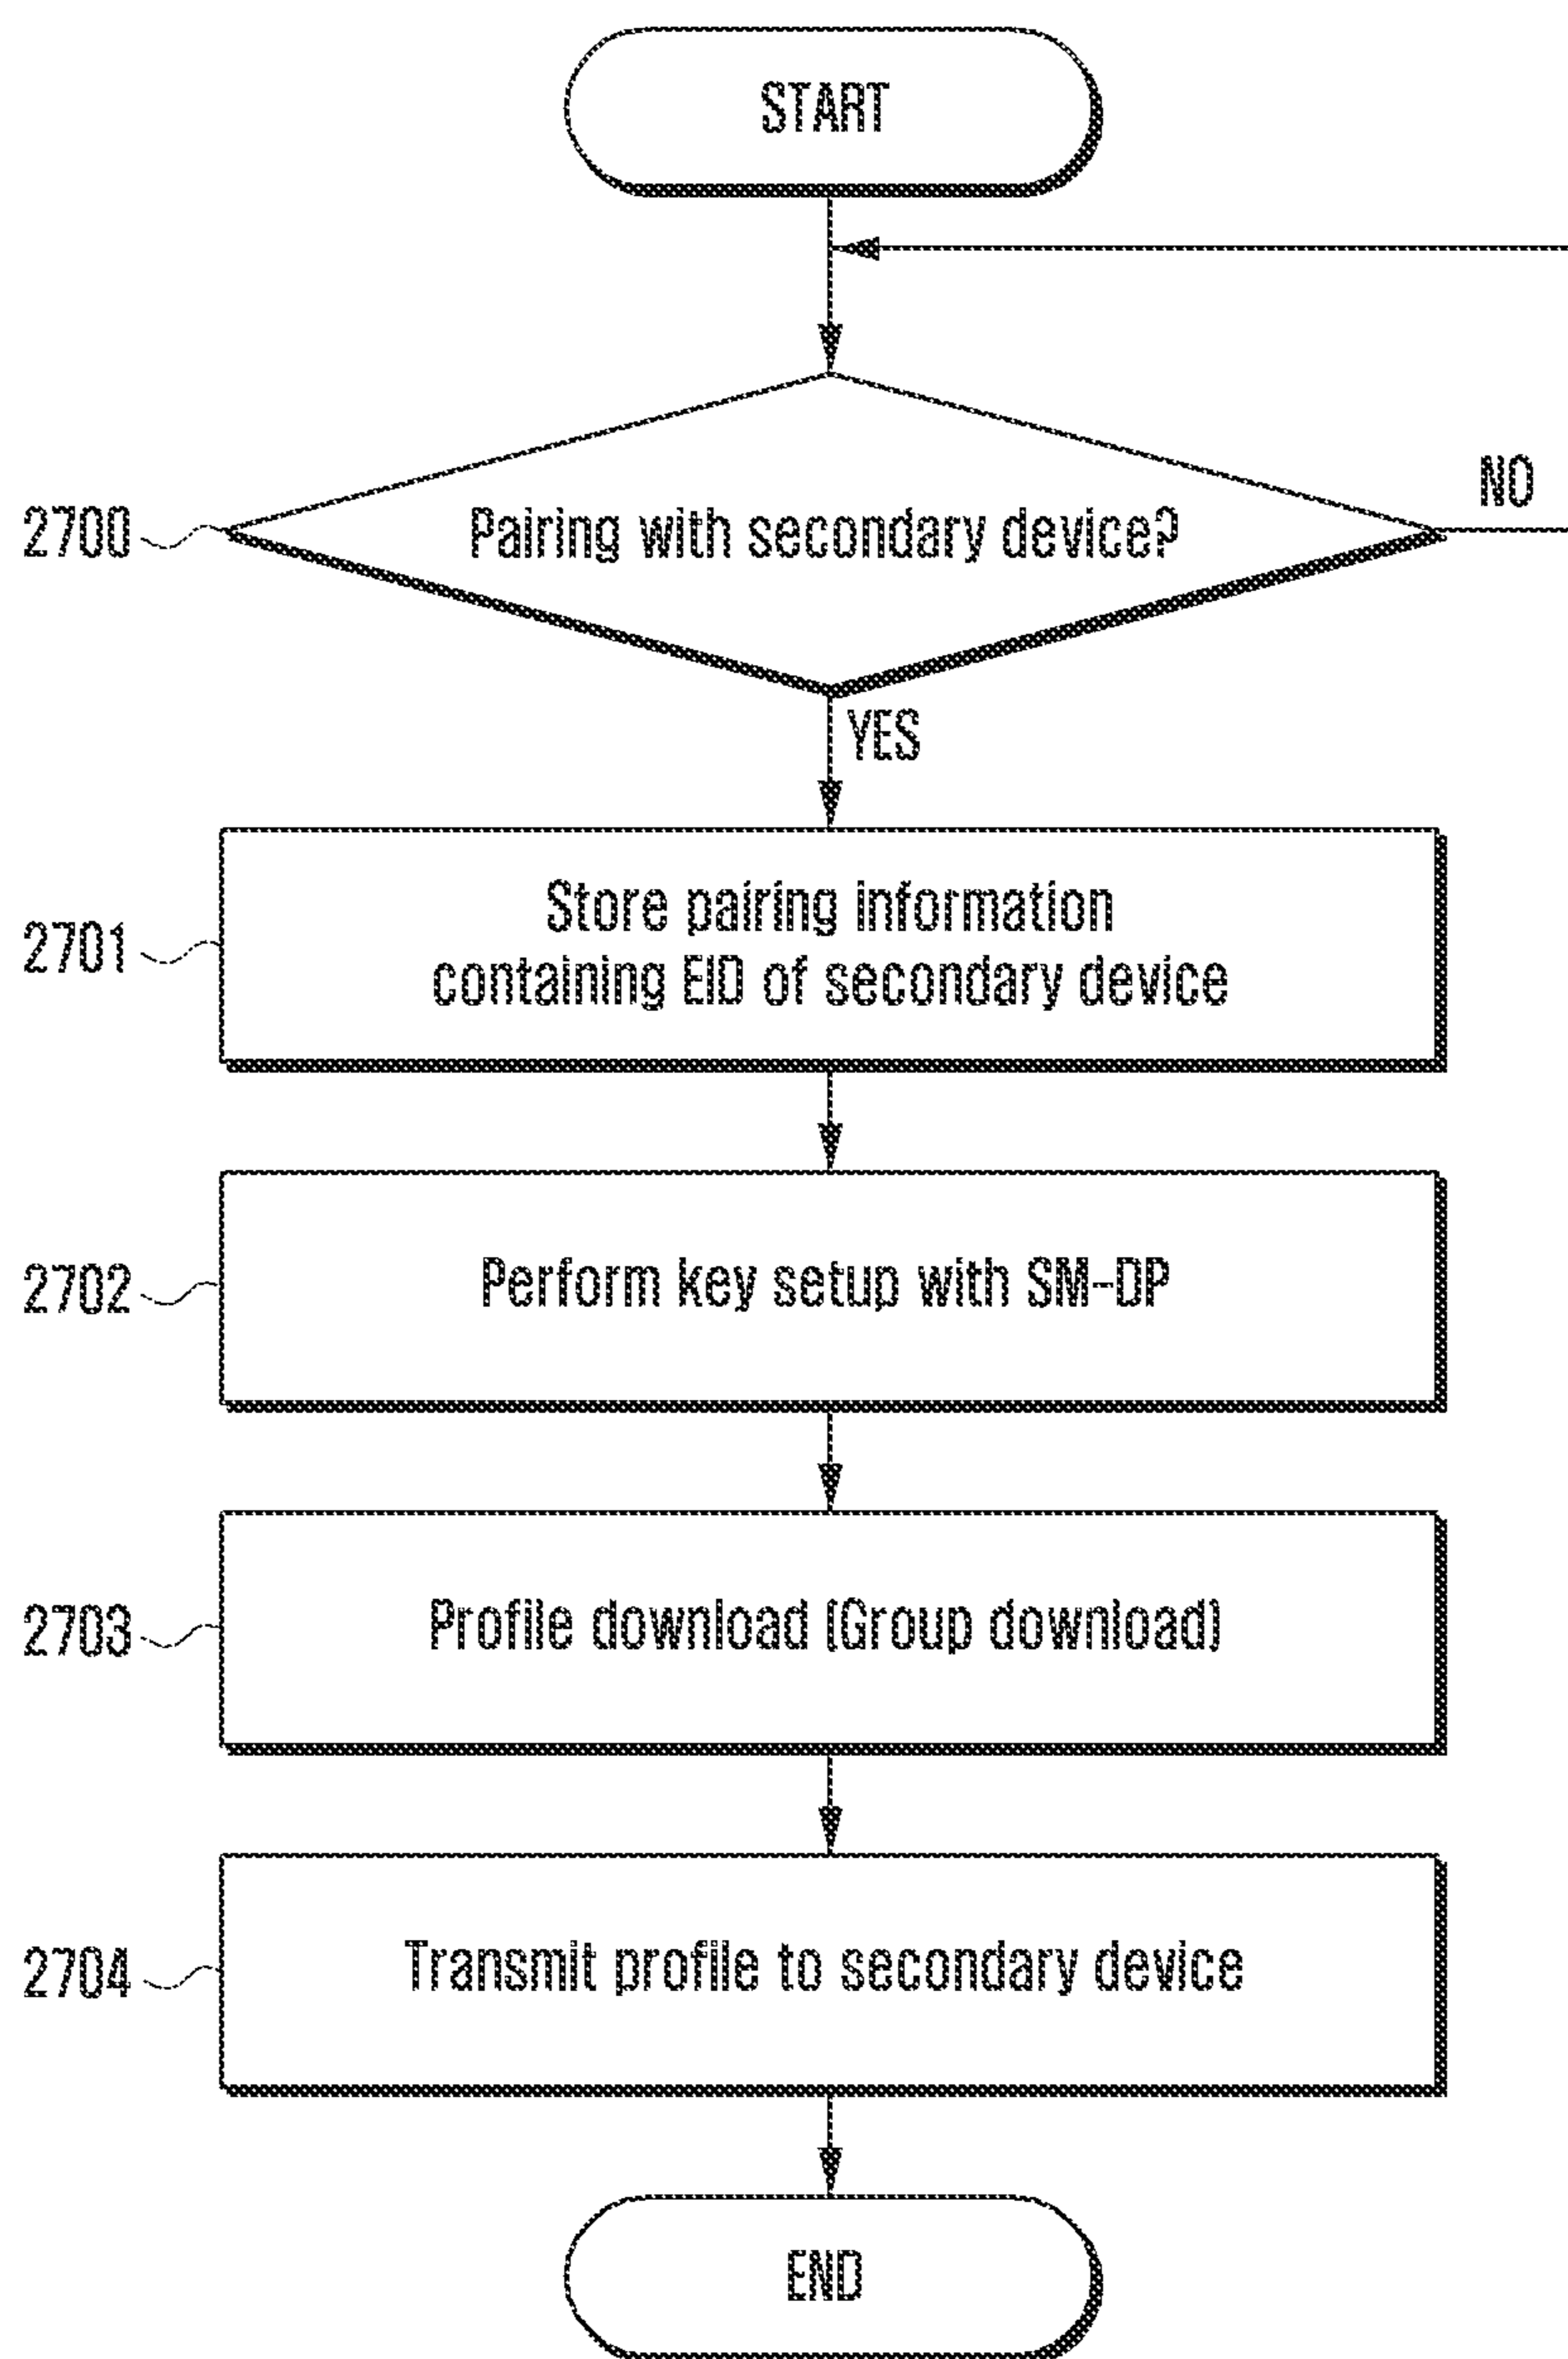 START
2700
Pairing with secondary device?
NO
YES
2701
Store pairing information
containing EID of secondary device
2702
Perform key setup with SM-DP
2703
Profile download (Group download)
2704
Transmit profile to secondary device
END